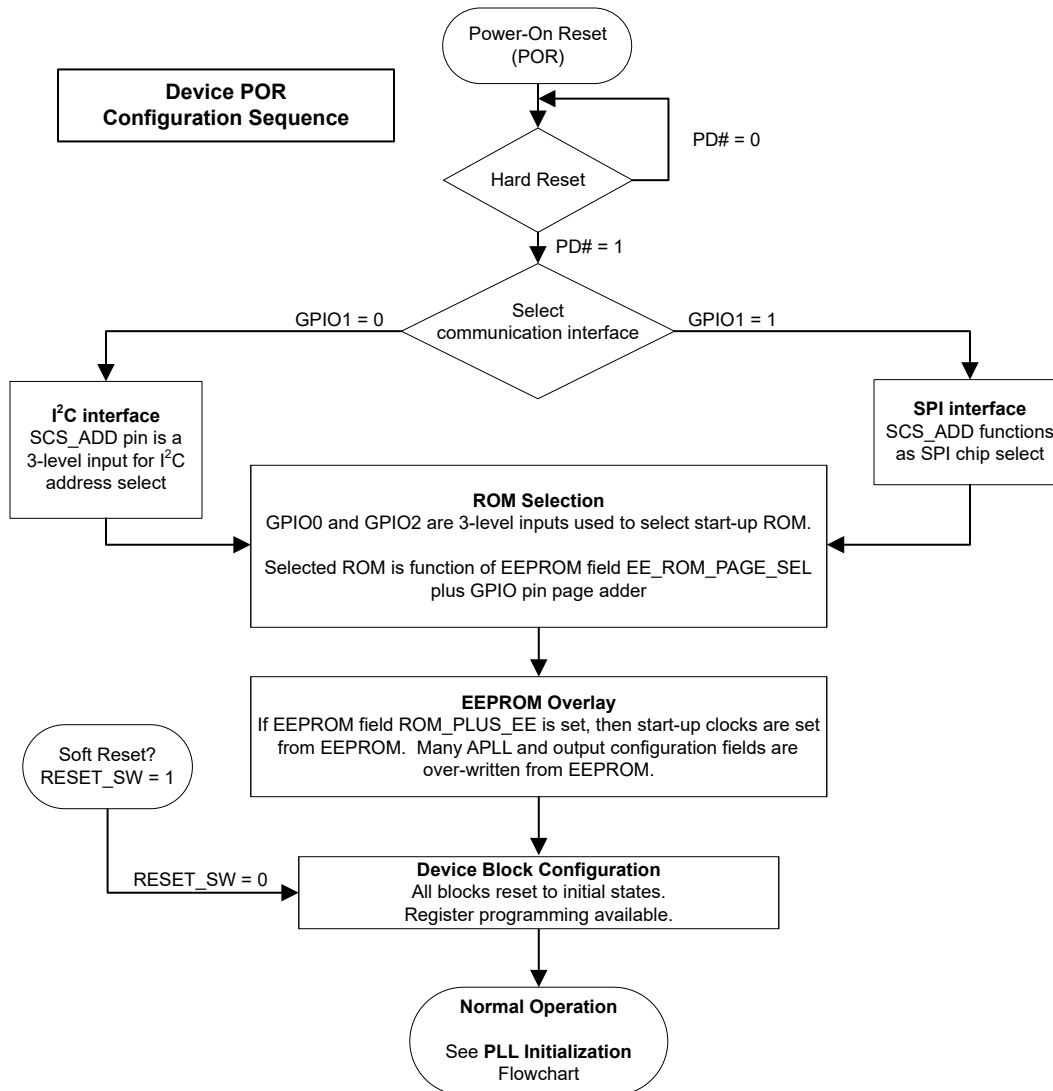 Power-On Reset
(POR)
Device POR
Configuration Sequence
PD# = 0
Hard Reset
PD# = 1
Select
communication interface
GPIO1 = 0
GPIO1 = 1
I²C interface
SCS_ADD pin is a
3-level input for I²C
address select
SPI interface
SCS_ADD functions
as SPI chip select
ROM Selection
GPIO0 and GPIO2 are 3-level inputs used to select start-up ROM.
Selected ROM is function of EEPROM field EE_ROM_PAGE_SEL
plus GPIO pin page adder
EEPROM Overlay
If EEPROM field ROM_PLUS_EE is set, then start-up clocks are set
from EEPROM.  Many APLL and output configuration fields are
over-written from EEPROM.
Soft Reset?
RESET_SW = 1
RESET_SW = 0
Device Block Configuration
All blocks reset to initial states.
Register programming available.
Normal Operation
See PLL Initialization
Flowchart